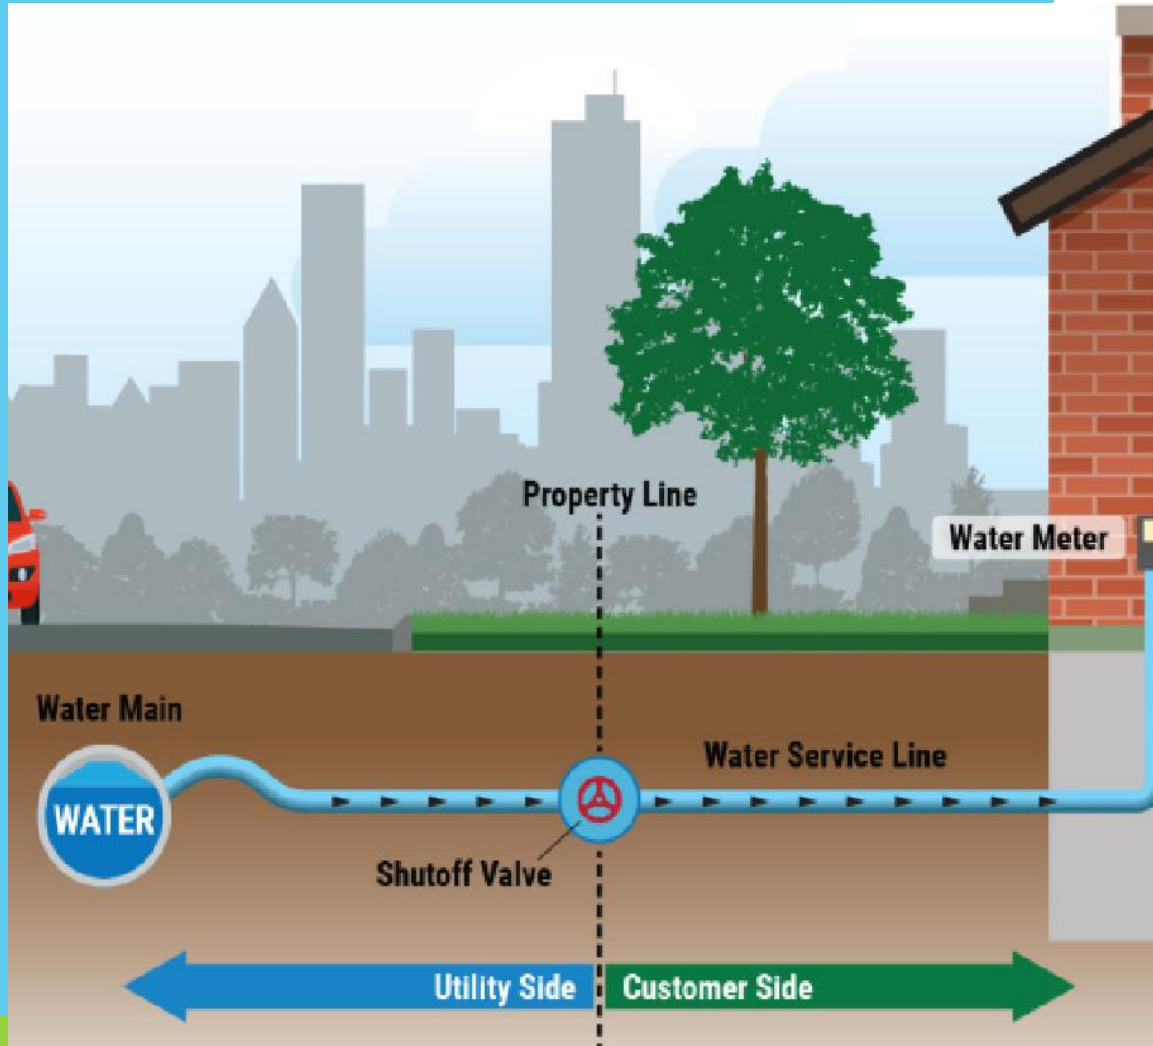 Property Line
Water Meter
Water Main
Water Service Line
WATER
Shutoff Valve
Utility Side
Customer Side